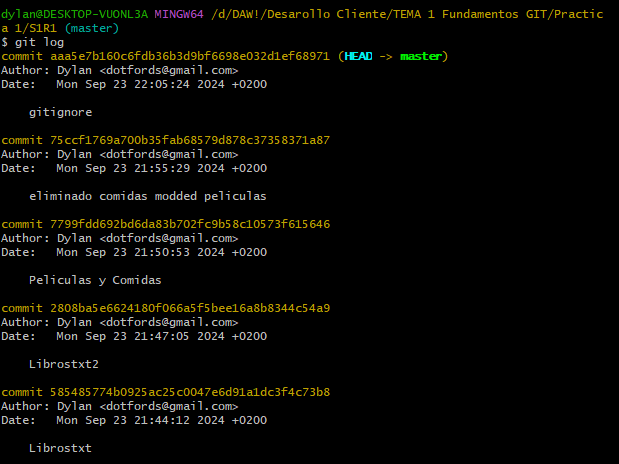 dylan@DESKTOP-VUONL3A MINGW64 /d/DAW!/Desarollo Cliente/TEMA 1 Fundamentos GIT/Practic
a 1/S1R1 (master)
$ git log
commit aaa5e7b160c6fdb36b3d9bf6698e032d1ef68971 (HEAD -> master)
Author: Dylan <dotfords@gmail.com>
Date:   Mon Sep 23 22:05:24 2024 +0200

    gitignore

commit 75ccf1769a700b35fab68579d878c37358371a87
Author: Dylan <dotfords@gmail.com>
Date:   Mon Sep 23 21:55:29 2024 +0200

    eliminado comidas modded peliculas

commit 7799fdd692bd6da83b702fc9b58c10573f615646
Author: Dylan <dotfords@gmail.com>
Date:   Mon Sep 23 21:50:53 2024 +0200

    Peliculas y Comidas

commit 2808ba5e6624180f066a5f5bee16a8b8344c54a9
Author: Dylan <dotfords@gmail.com>
Date:   Mon Sep 23 21:47:05 2024 +0200

    Librostxt2

commit 585485774b0925ac25c0047e6d91a1dc3f4c73b8
Author: Dylan <dotfords@gmail.com>
Date:   Mon Sep 23 21:44:12 2024 +0200

    Librostxt